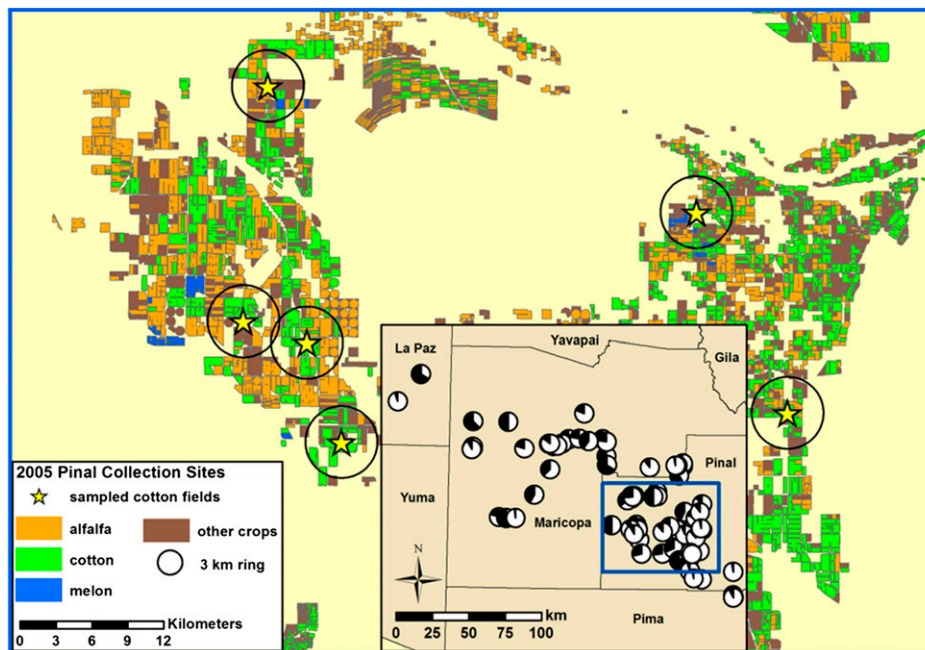 Yavapai
La Paz
Gila
Pinal
Yuma
Maricopa
N
km
0 25 50 75 100
Pima
2005 Pinal Collection Sites
sampled cotton fields
alfalfa
other crops
cotton
3 km ring
melon
Kilometers
0 3 6 9 12